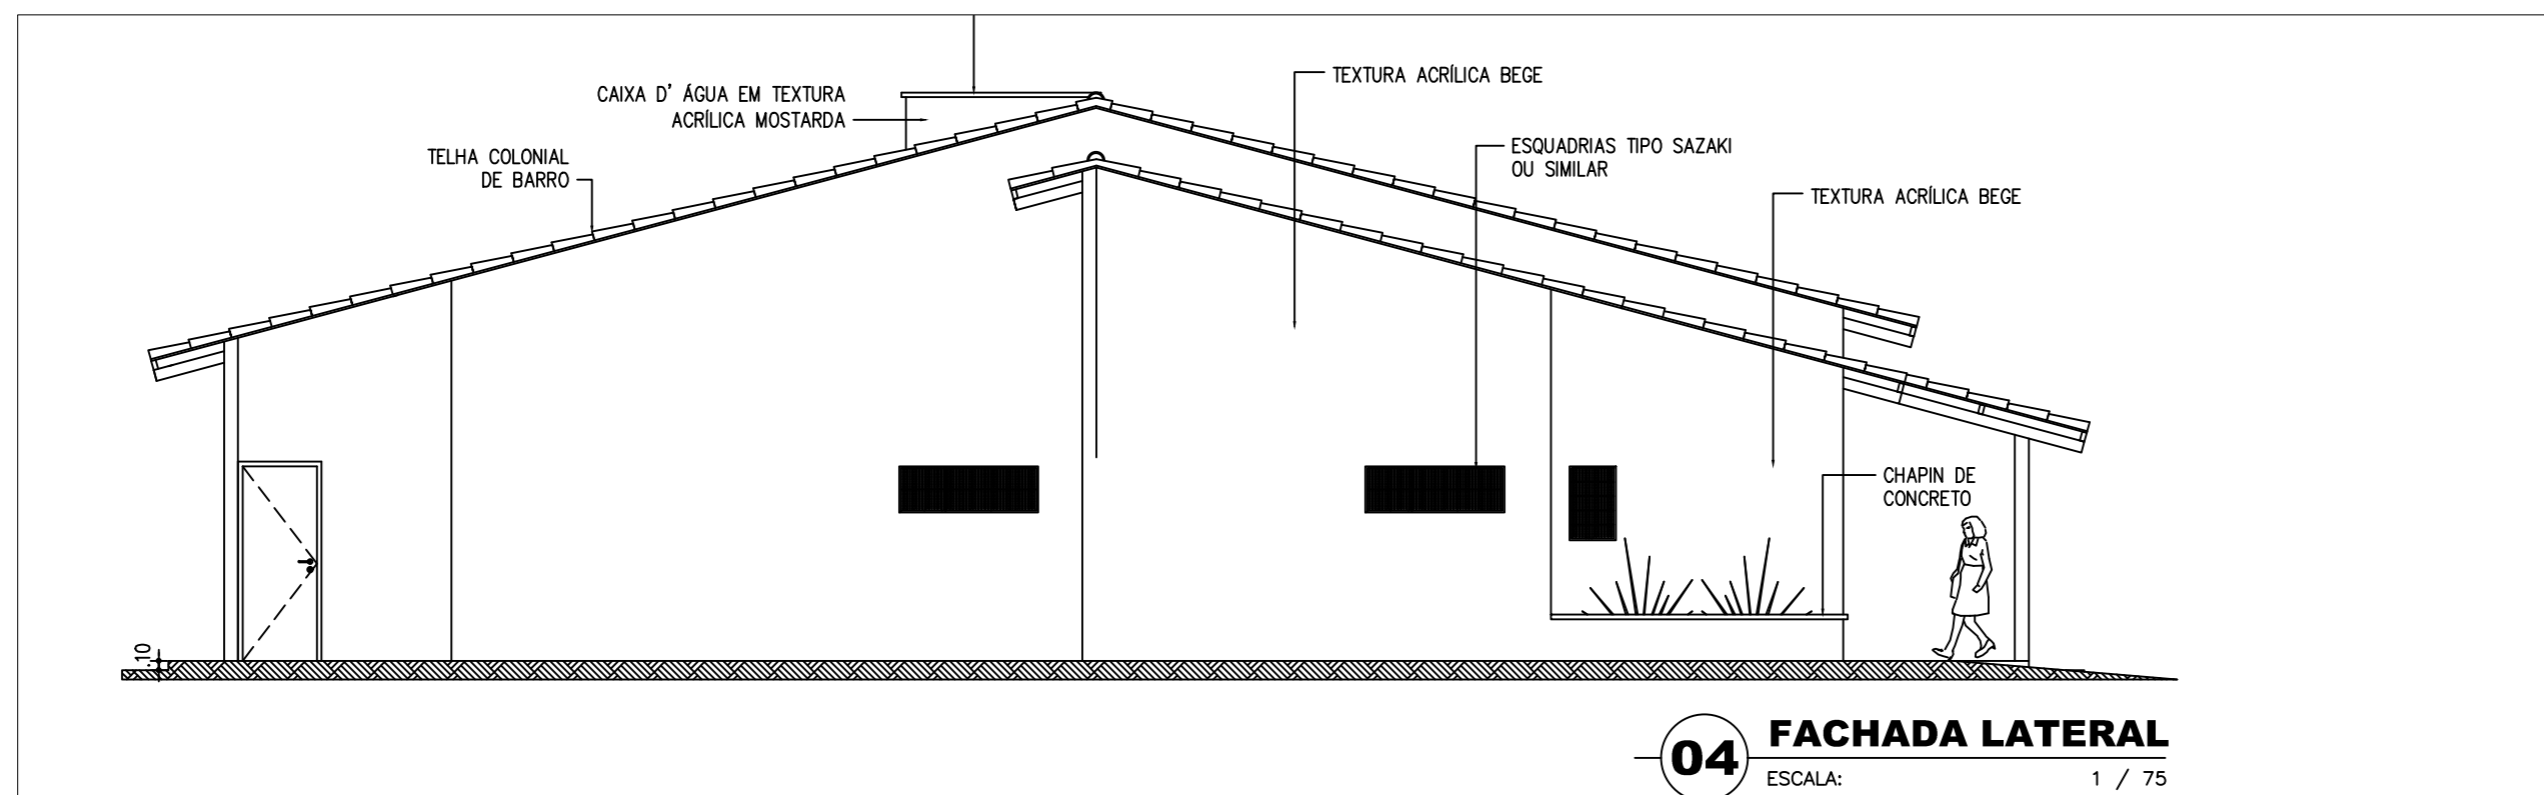 TEXTURA ACRÍLICA BEGE
CAIXA D' ÁGUA EM TEXTURA
ACRÍLICA MOSTARDA
TELHA COLONIAL
DE BARRO
ESQUADRIAS TIPO SAZAKI
OU SIMILAR
TEXTURA ACRÍLICA BEGE
CHAPIN DE
CONCRETO
.10
04
FACHADA LATERAL
ESCALA: 1 / 75